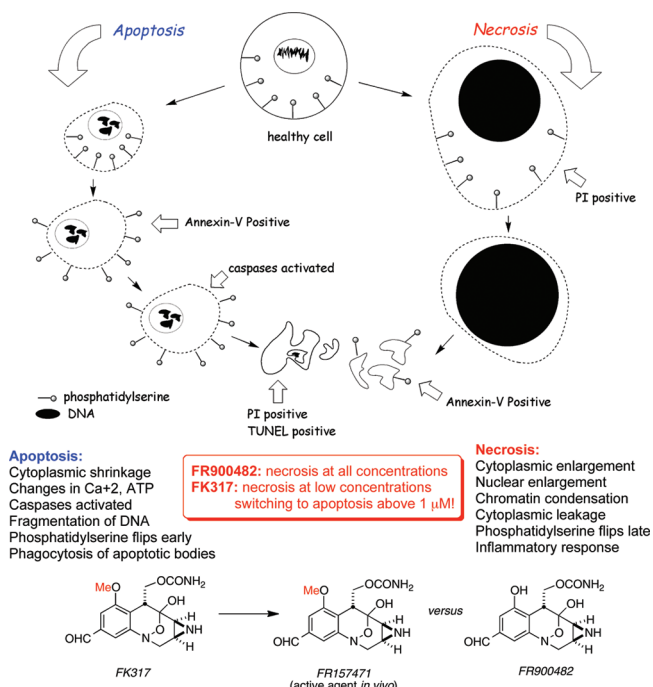 Apoptosis
Necrosis
healthy cell
PI positive
Annexin-V Positive
caspases activated
Annexin-V Positive
phosphatidylserine
DNA
PI positive
TUNEL positive
Apoptosis:
Cytoplasmic shrinkage
Changes in Ca+2, ATP
Caspases activated
Fragmentation of DNA
Phosphatidylserine flips early
Phagocytosis of apoptotic bodies
FR900482: necrosis at all concentrations
FK317: necrosis at low concentrations
switching to apoptosis above 1 μM!
Necrosis:
Cytoplasmic enlargement
Nuclear enlargement
Chromatin condensation
Cytoplasmic leakage
Phosphatidylserine flips late
Inflammatory response
MeO
OCONH2
OH
H
NH
O
N
H
OHC
FK317
MeO
OCONH2
OH
H
NH
O
N
H
OHC
FR157471
(active agent in vivo)
versus
OH
OCONH2
OH
H
NH
O
N
H
OHC
FR900482